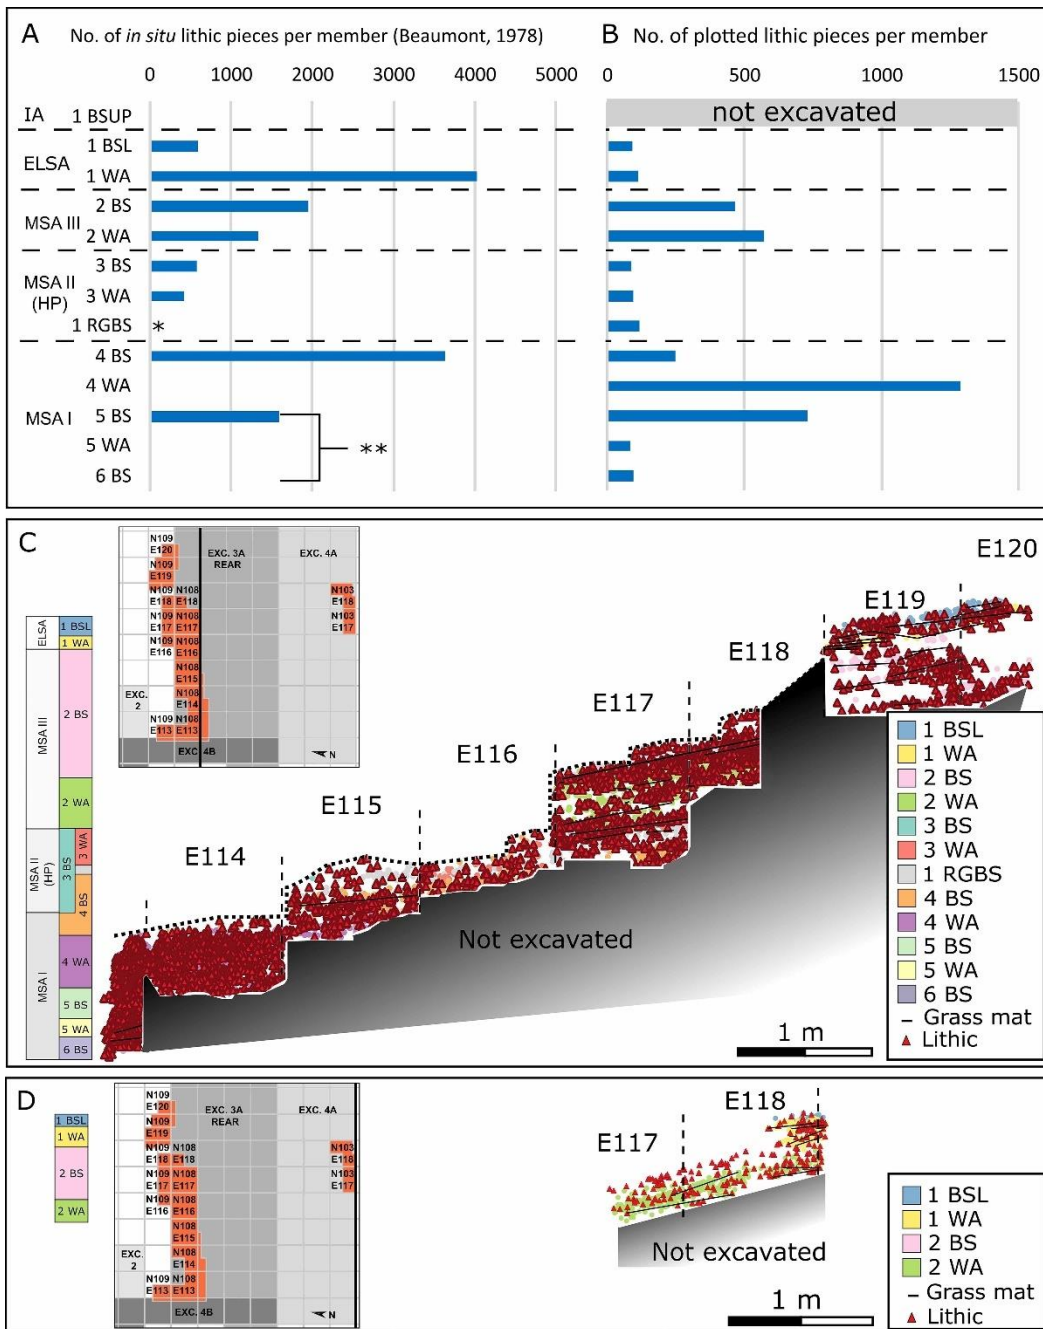 A No. of in situ lithic pieces per member (Beaumont, 1978)
0 1000 2000 3000 4000 5000
IA 1 BSUP
1 BSL
ELSA
1 WA
2 BS
MSA III
2 WA
3 BS
MSA II
(HP)
3 WA
1 RGBS *
4 BS
4 WA
MSA I
5 BS
5 WA
**
6 BS
B No. of plotted lithic pieces per member
0 500 1000 1500
not excavated
C
N109
E120
N109
E119
N109 N108
E118 E118
N109 N108
E117 E117
N109 N108
E116 E116
N108
E115
N108
E114
N109 N108
E113 E113
EXC. 3A
REAR
EXC. 4A
N103
E118
N103
E117
EXC.
2
EXC. 4B
N
ELSA
MSA III
MSA II
(HP)
MSA I
1 BSL
1 WA
2 BS
2 WA
3 BS
3 WA
4 BS
4 WA
5 BS
5 WA
6 BS
E114
E115
E116
E117
E118
E119
E120
Not excavated
1 m
1 BSL
1 WA
2 BS
2 WA
3 BS
3 WA
1 RGBS
4 BS
4 WA
5 BS
5 WA
6 BS
Grass mat
Lithic
D
1 BSL
1 WA
2 BS
2 WA
N109
E120
N109
E119
N109 N108
E118 E118
N109 N108
E117 E117
N109 N108
E116 E116
N108
E115
N108
E114
N109 N108
E113 E113
EXC. 3A
REAR
EXC. 4A
N103
E118
N103
E117
EXC.
2
EXC. 4B
N
E117
E118
Not excavated
1 m
1 BSL
1 WA
2 BS
2 WA
Grass mat
Lithic